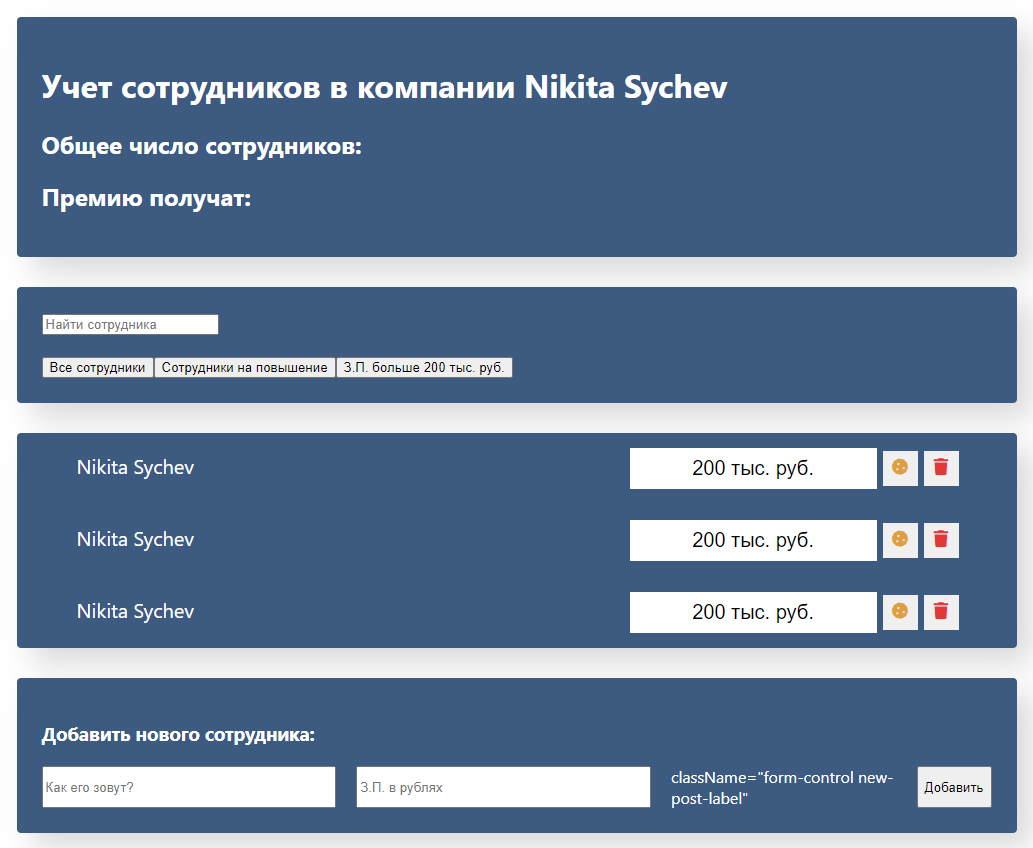 Учет сотрудников в компании Nikita Sychev
Общее число сотрудников:
Премию получат:
Найти сотрудника
Все сотрудники Сотрудники на повышение З.П. больше 200 тыс. руб.
Nikita Sychev 200 тыс. руб.
Nikita Sychev 200 тыс. руб.
Nikita Sychev 200 тыс. руб.
Добавить нового сотрудника:
Как его зовут? З.П. в рублях className="form-control new-
post-label" Добавить